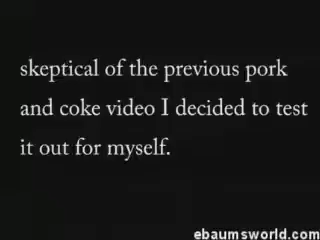 skeptical of the previous pork
and coke video I decided to test
it out for myself.
ebaumsworld.com